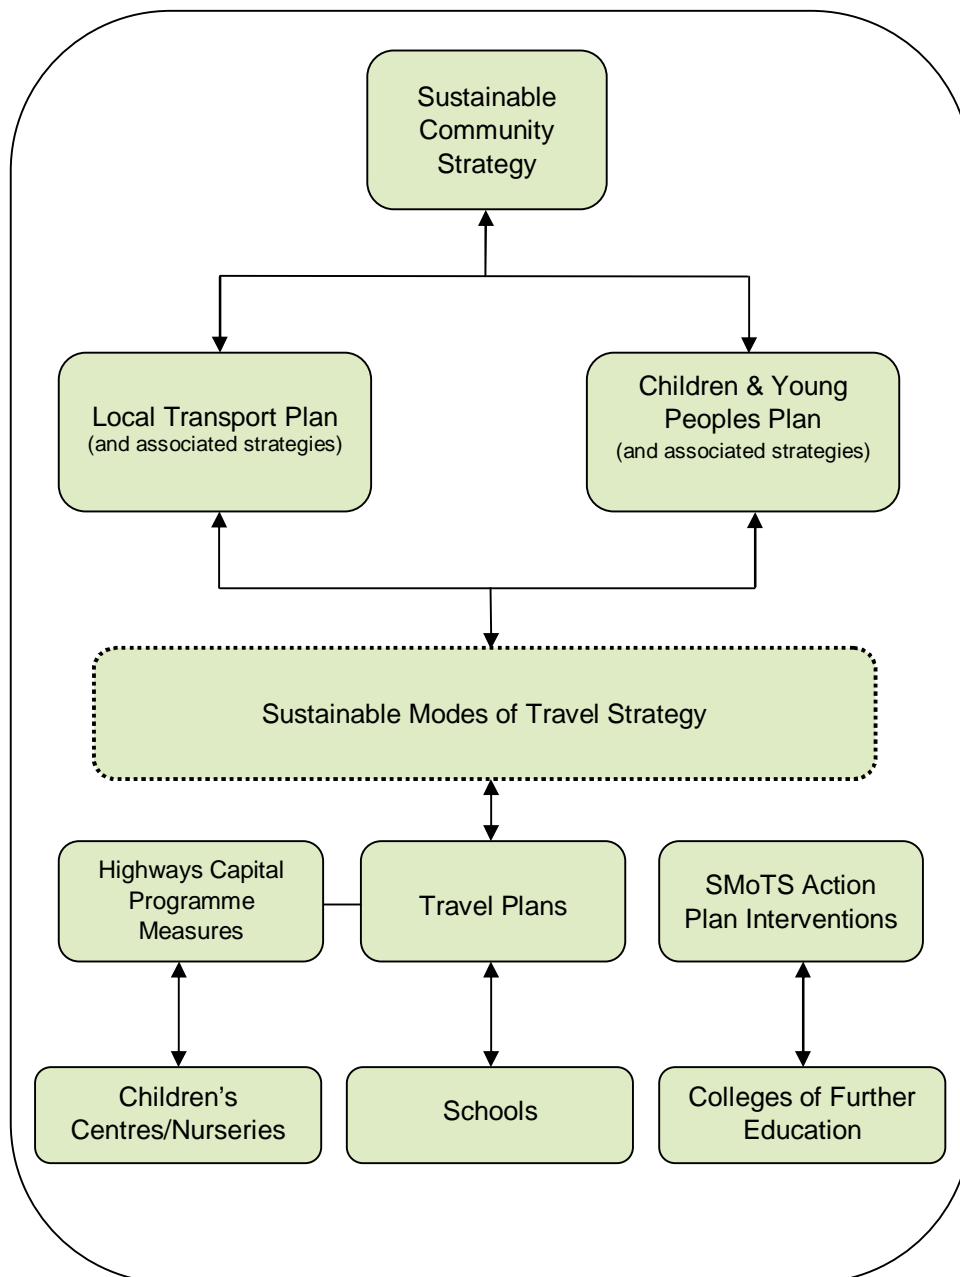 Sustainable
Community
Strategy
Local Transport Plan
(and associated strategies)
Children & Young
Peoples Plan
(and associated strategies)
Sustainable Modes of Travel Strategy
Highways Capital
Programme
Measures
Travel Plans
SMoTS Action
Plan Interventions
Children’s
Centres/Nurseries
Schools
Colleges of Further
Education